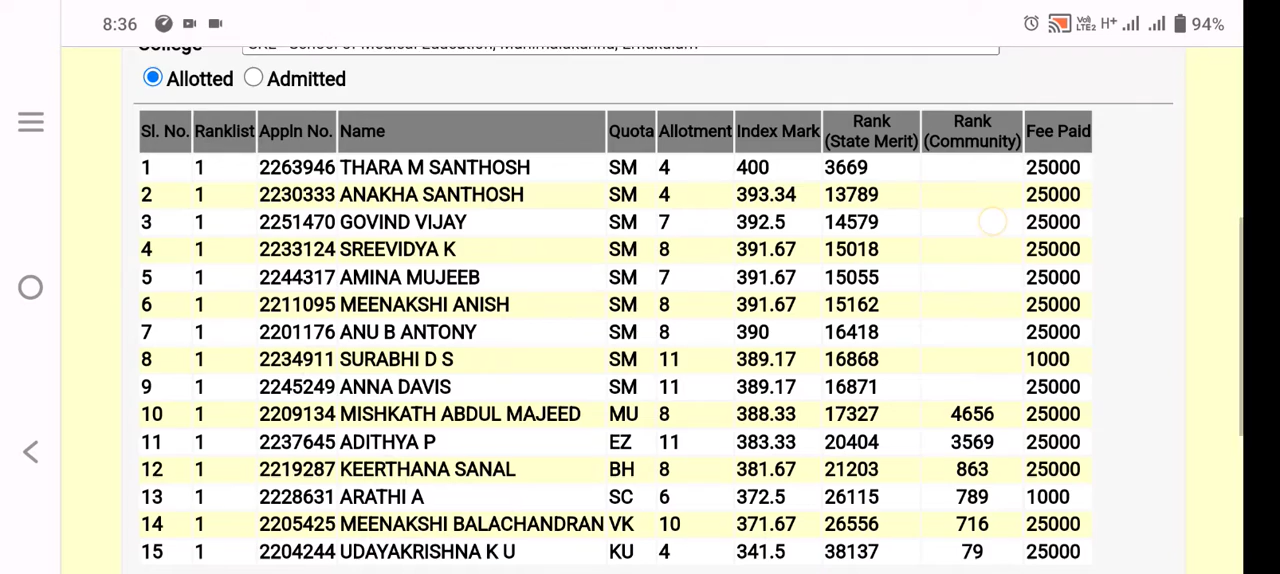 8:36 VoLTE2 H+ 94%
College
Allotted Admitted
Sl. No. Ranklist Appln No. Name Quota Allotment Index Mark Rank (State Merit) Rank (Community) Fee Paid
1 1 2263946 THARA M SANTHOSH SM 4 400 3669 25000
2 1 2230333 ANAKHA SANTHOSH SM 4 393.34 13789 25000
3 1 2251470 GOVIND VIJAY SM 7 392.5 14579 25000
4 1 2233124 SREEVIDYA K SM 8 391.67 15018 25000
5 1 2244317 AMINA MUJEEB SM 7 391.67 15055 25000
6 1 2211095 MEENAKSHI ANISH SM 8 391.67 15162 25000
7 1 2201176 ANU B ANTONY SM 8 390 16418 25000
8 1 2234911 SURABHI D S SM 11 389.17 16868 1000
9 1 2245249 ANNA DAVIS SM 11 389.17 16871 25000
10 1 2209134 MISHKATH ABDUL MAJEED MU 8 388.33 17327 4656 25000
11 1 2237645 ADITHYA P EZ 11 383.33 20404 3569 25000
12 1 2219287 KEERTHANA SANAL BH 8 381.67 21203 863 25000
13 1 2228631 ARATHI A SC 6 372.5 26115 789 1000
14 1 2205425 MEENAKSHI BALACHANDRAN VK 10 371.67 26556 716 25000
15 1 2204244 UDAYAKRISHNA K U KU 4 341.5 38137 79 25000